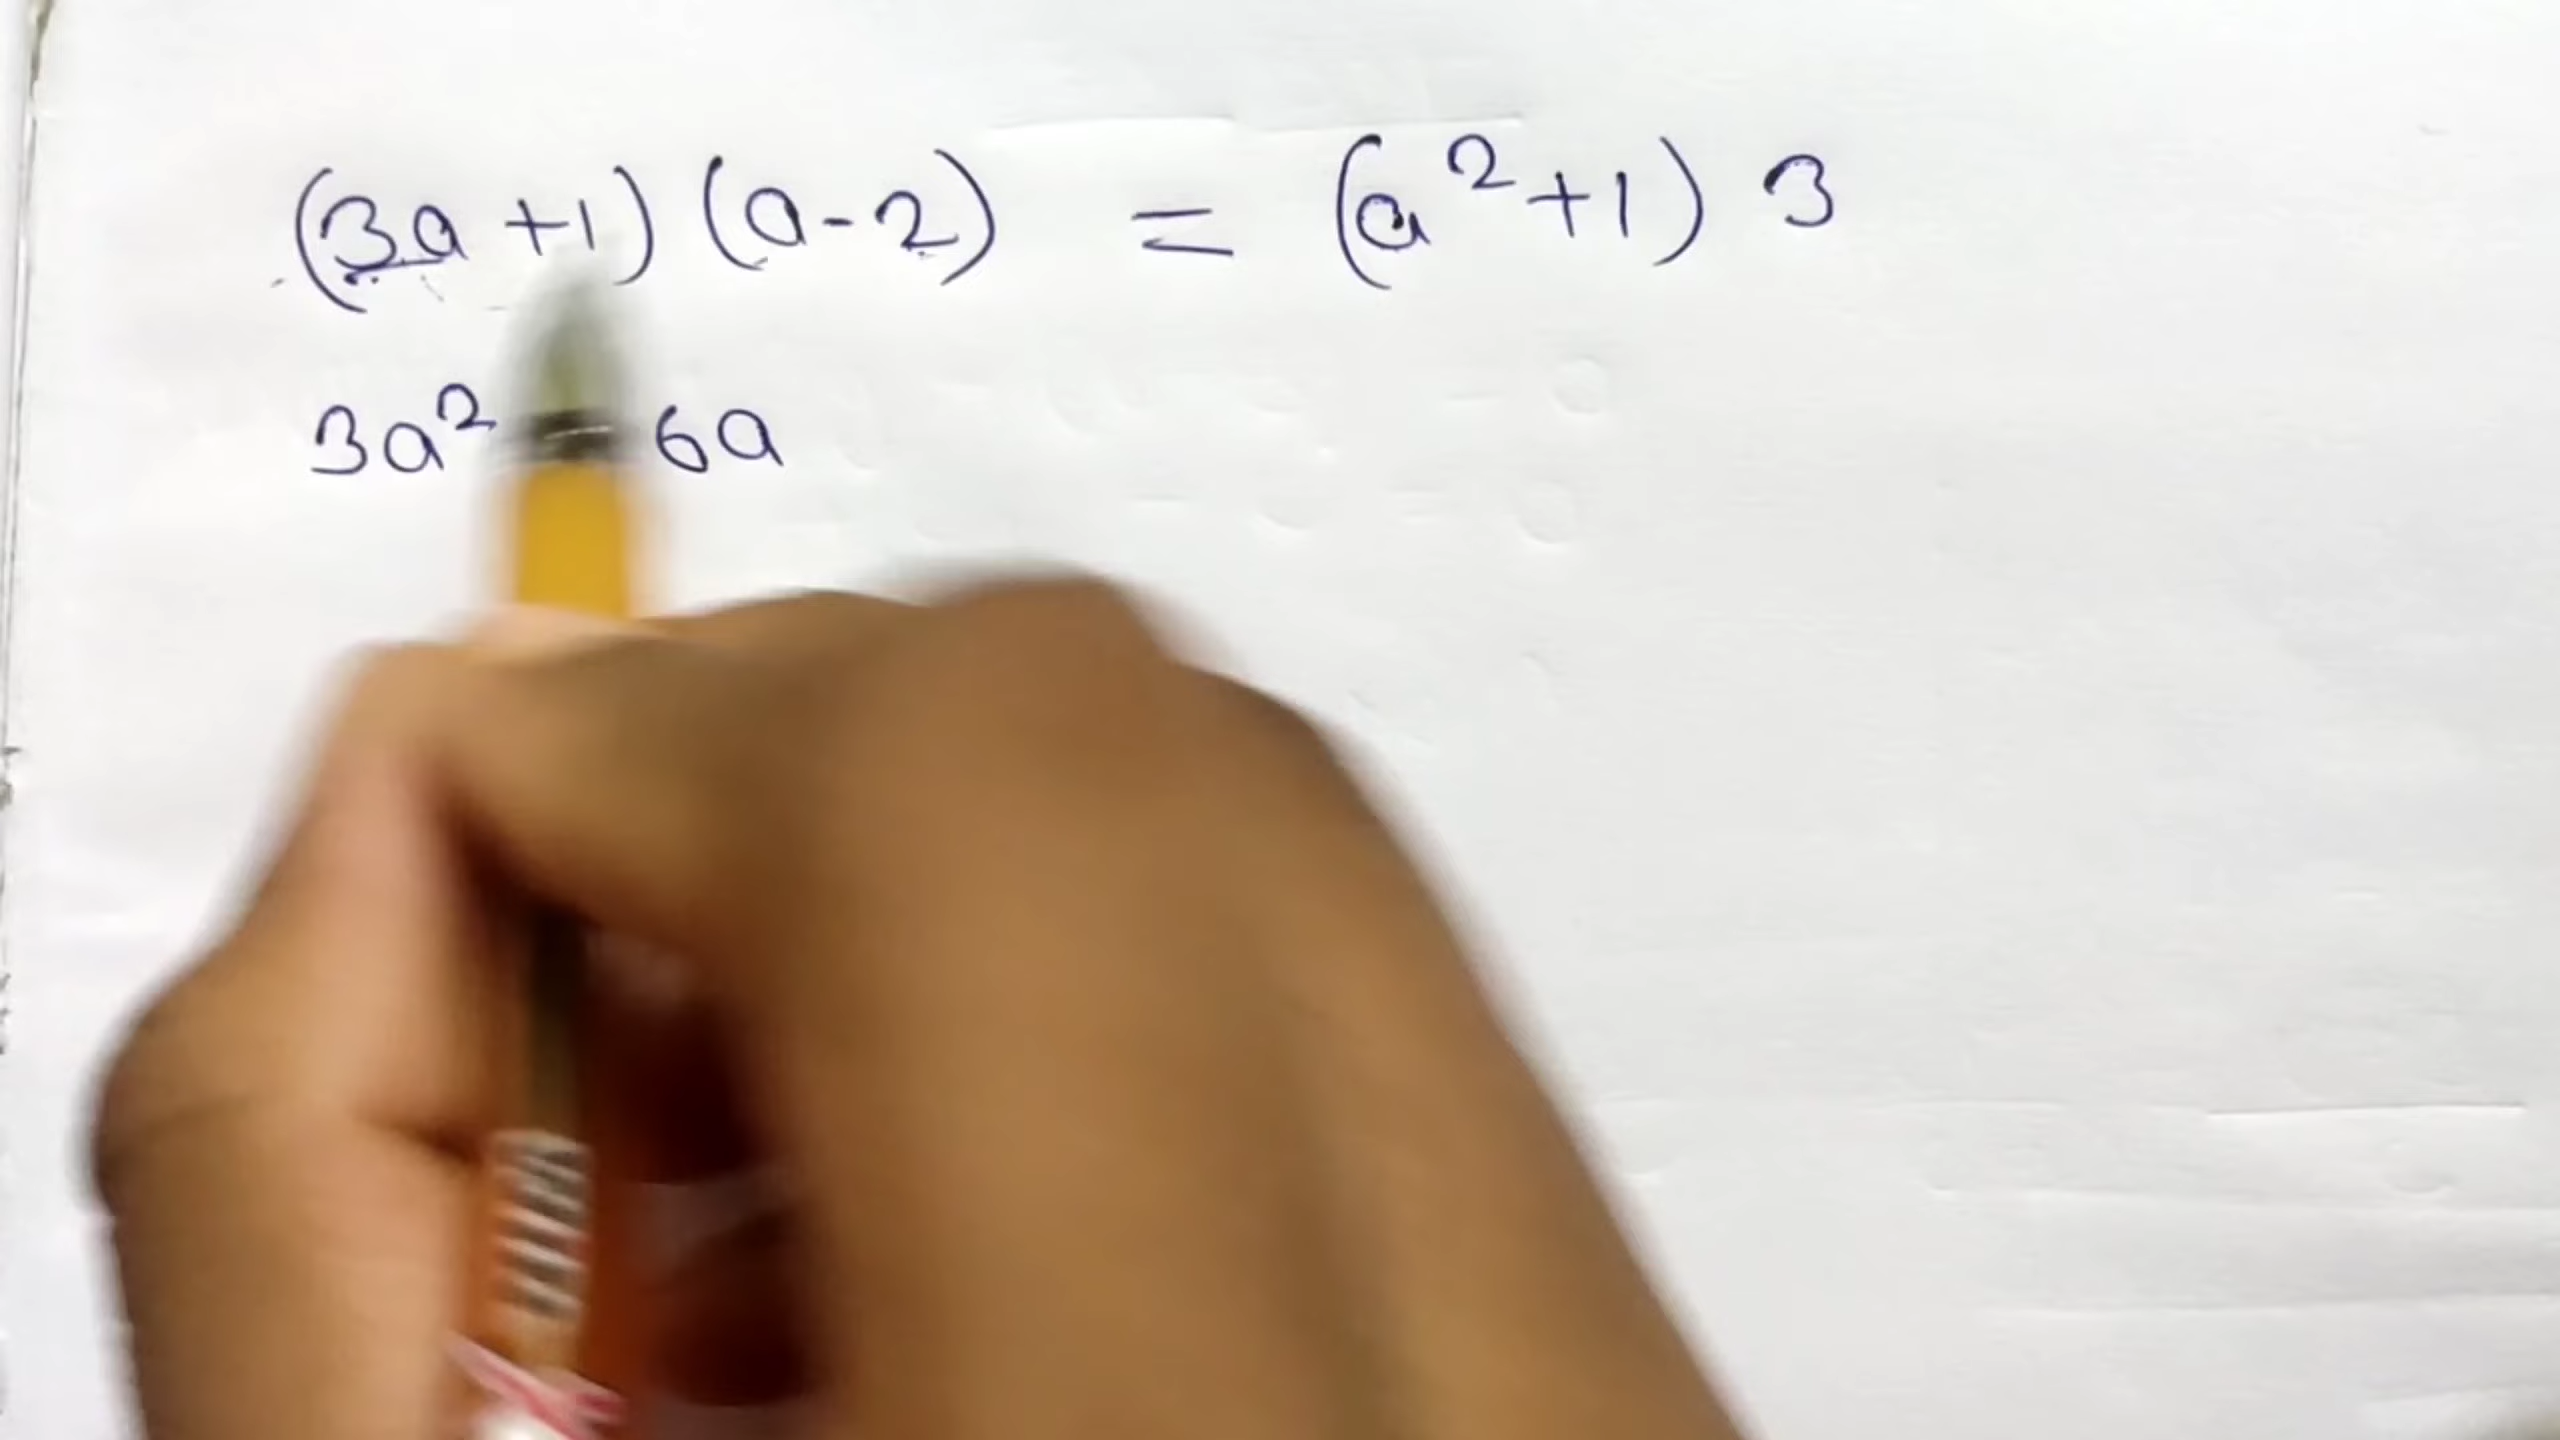 (3a+1) (a-2) = (a²+1) 3
3a² 6a